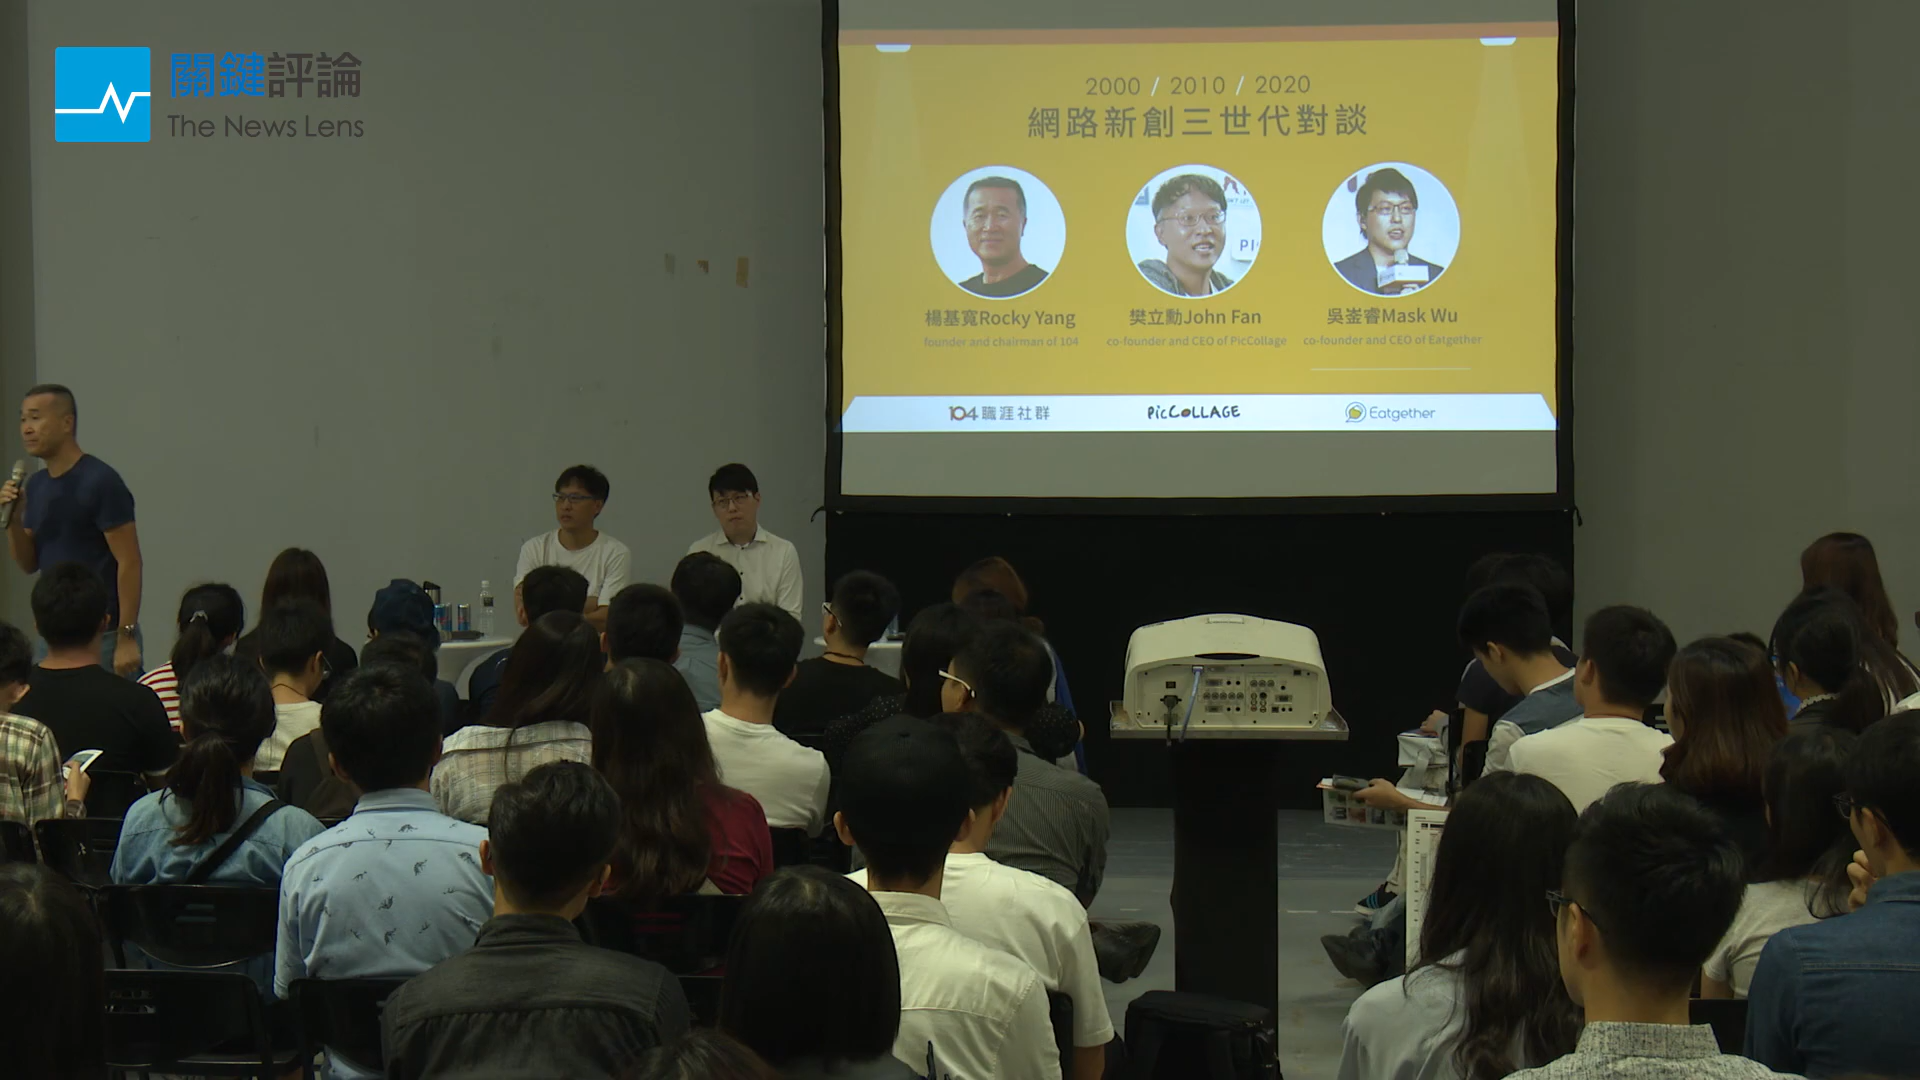 關鍵評論
The News Lens
2000 / 2010 / 2020
網路新創三世代對談
PI
楊基寬Rocky Yang
founder and chairman of 104
樊立勳John Fan
co-founder and CEO of PicCollage
吳崟睿Mask Wu
co-founder and CEO of Eatgether
104 職涯社群
PicCOLLAGE
Eatgether